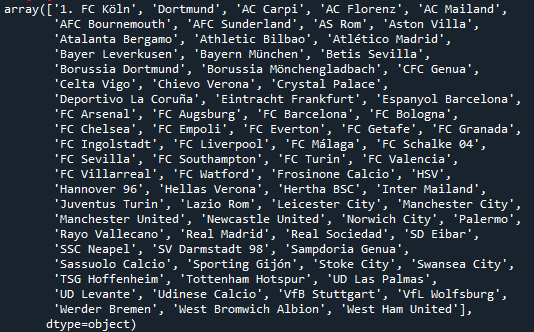 array(['1. FC Köln', 'Dortmund', 'AC Carpi', 'AC Florenz', 'AC Mailand',
'AFC Bournemouth', 'AFC Sunderland', 'AS Rom', 'Aston Villa',
'Atalanta Bergamo', 'Athletic Bilbao', 'Atlético Madrid',
'Bayer Leverkusen', 'Bayern München', 'Betis Sevilla',
'Borussia Dortmund', 'Borussia Mönchengladbach', 'CFC Genua',
'Celta Vigo', 'Chievo Verona', 'Crystal Palace',
'Deportivo La Coruña', 'Eintracht Frankfurt', 'Espanyol Barcelona',
'FC Arsenal', 'FC Augsburg', 'FC Barcelona', 'FC Bologna',
'FC Chelsea', 'FC Empoli', 'FC Everton', 'FC Getafe', 'FC Granada',
'FC Ingolstadt', 'FC Liverpool', 'FC Málaga', 'FC Schalke 04',
'FC Sevilla', 'FC Southampton', 'FC Turin', 'FC Valencia',
'FC Villarreal', 'FC Watford', 'Frosinone Calcio', 'HSV',
'Hannover 96', 'Hellas Verona', 'Hertha BSC', 'Inter Mailand',
'Juventus Turin', 'Lazio Rom', 'Leicester City', 'Manchester City',
'Manchester United', 'Newcastle United', 'Norwich City', 'Palermo',
'Rayo Vallecano', 'Real Madrid', 'Real Sociedad', 'SD Eibar',
'SSC Neapel', 'SV Darmstadt 98', 'Sampdoria Genua',
'Sassuolo Calcio', 'Sporting Gijón', 'Stoke City', 'Swansea City',
'TSG Hoffenheim', 'Tottenham Hotspur', 'UD Las Palmas',
'UD Levante', 'Udinese Calcio', 'VfB Stuttgart', 'VfL Wolfsburg',
'Werder Bremen', 'West Bromwich Albion', 'West Ham United'],
dtype=object)